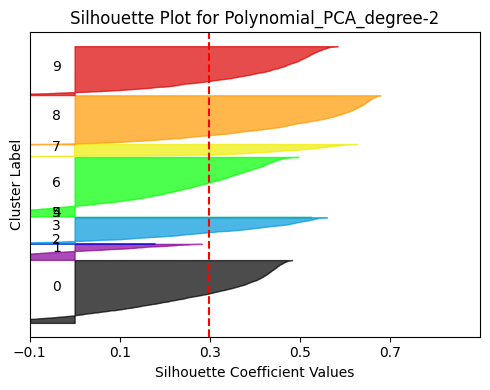 Silhouette Plot for Polynomial_PCA_degree-2
Cluster Label
9
8
7
6
5
4
3
2
1
0
-0.1 0.1 0.3 0.5 0.7
Silhouette Coefficient Values